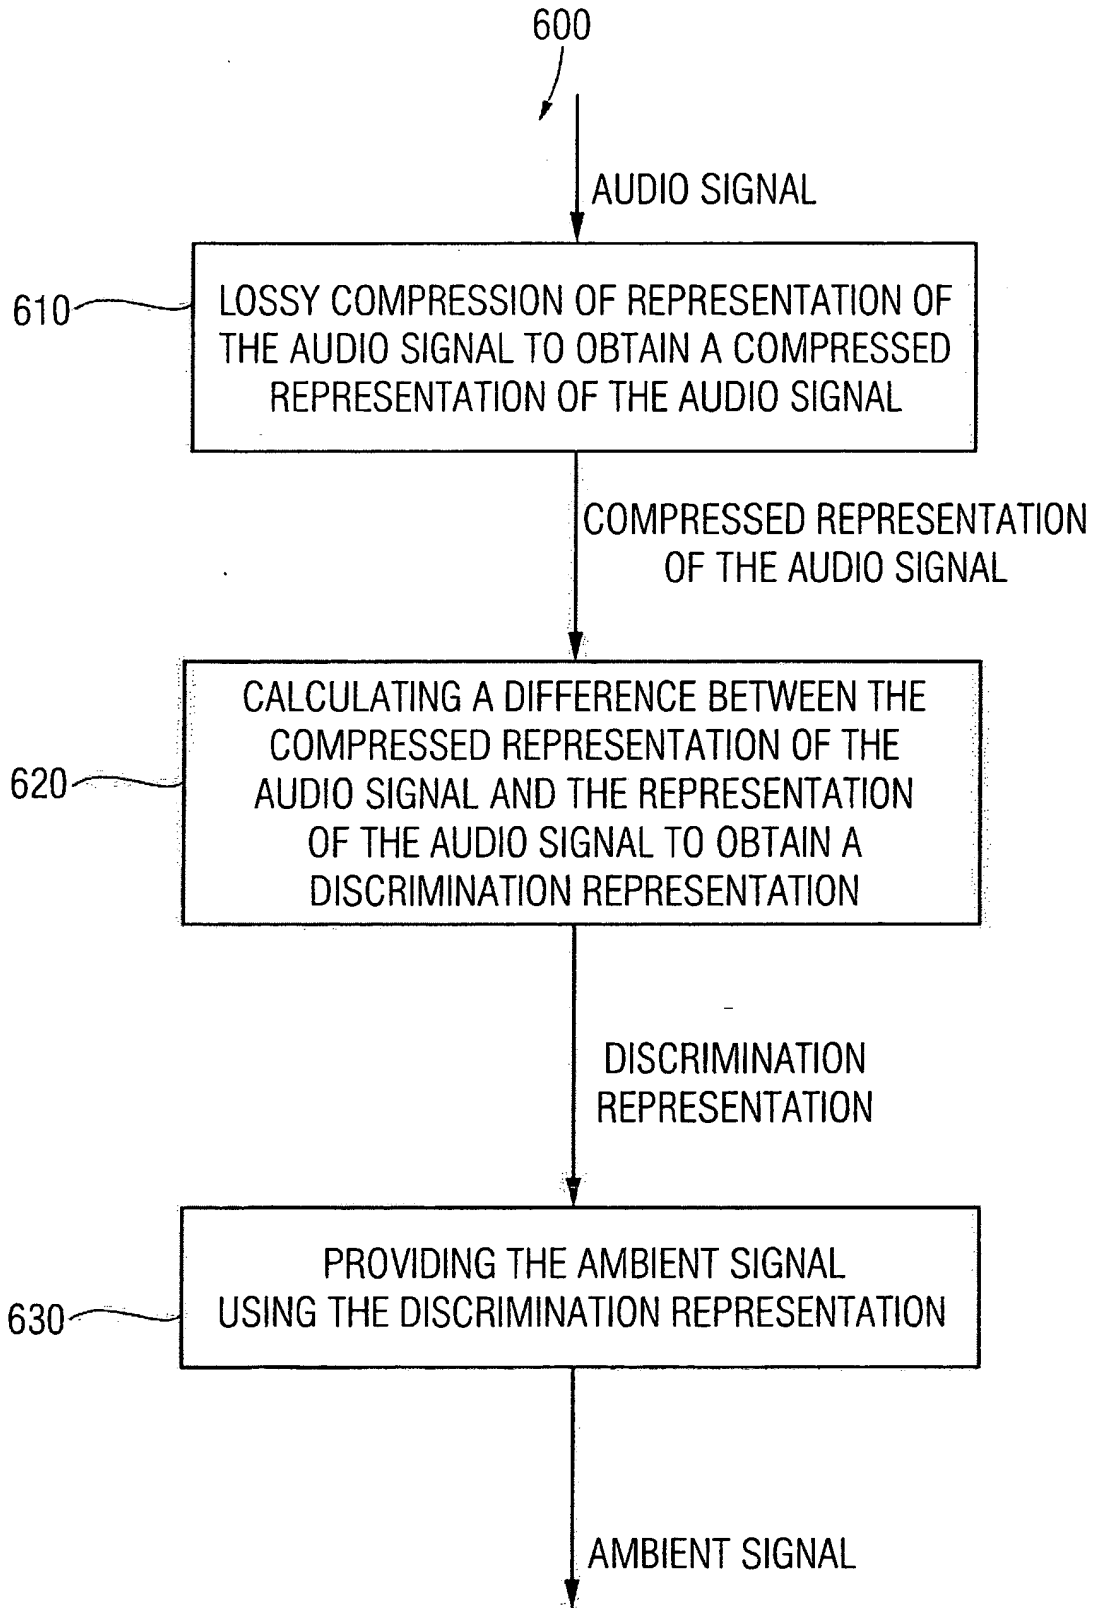 600
AUDIO SIGNAL
610
LOSSY COMPRESSION OF REPRESENTATION OF
THE AUDIO SIGNAL TO OBTAIN A COMPRESSED
REPRESENTATION OF THE AUDIO SIGNAL
COMPRESSED REPRESENTATION
OF THE AUDIO SIGNAL
620
CALCULATING A DIFFERENCE BETWEEN THE
COMPRESSED REPRESENTATION OF THE
AUDIO SIGNAL AND THE REPRESENTATION
OF THE AUDIO SIGNAL TO OBTAIN A
DISCRIMINATION REPRESENTATION
DISCRIMINATION
REPRESENTATION
630
PROVIDING THE AMBIENT SIGNAL
USING THE DISCRIMINATION REPRESENTATION
AMBIENT SIGNAL